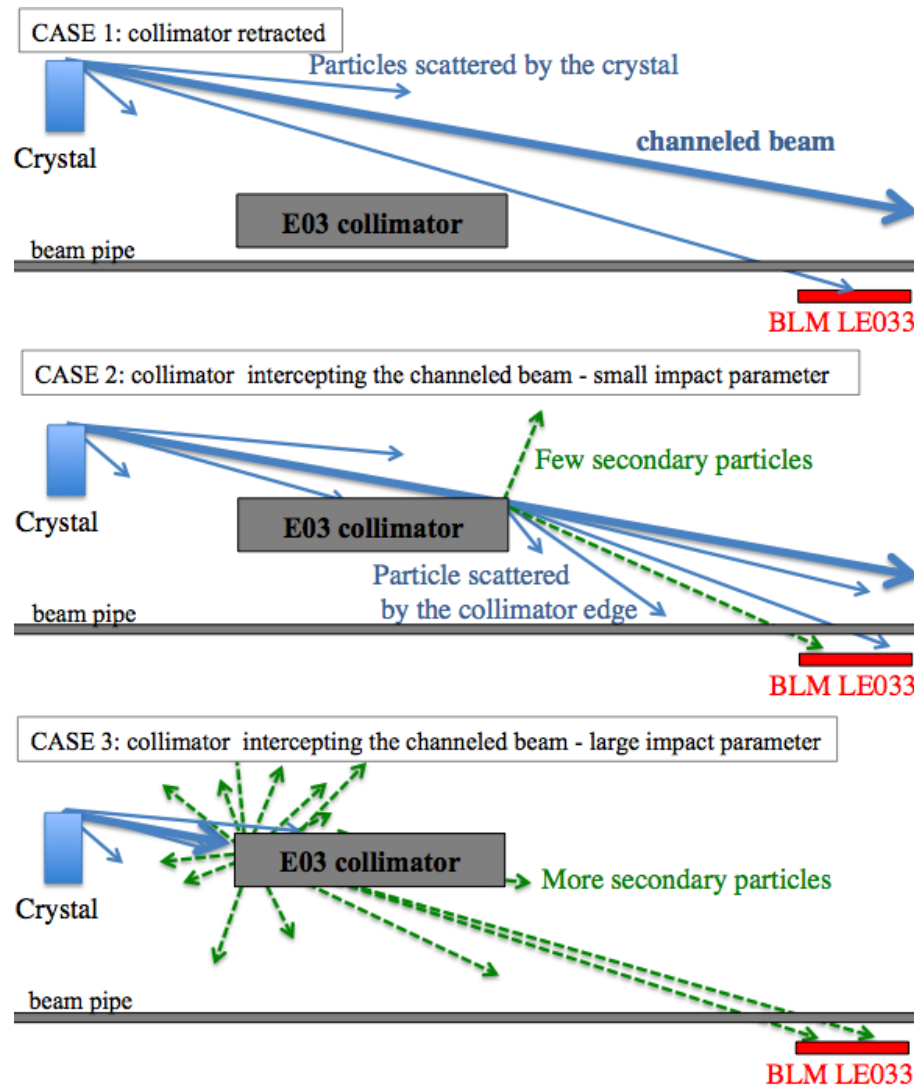 CASE 1: collimator retracted
Particles scattered by the crystal
channeled beam
Crystal
E03 collimator
beam pipe
BLM LE033
CASE 2: collimator intercepting the channeled beam - small impact parameter
Few secondary particles
Crystal
E03 collimator
Particle scattered
by the collimator edge
beam pipe
BLM LE033
CASE 3: collimator intercepting the channeled beam - large impact parameter
E03 collimator
More secondary particles
Crystal
beam pipe
BLM LE033